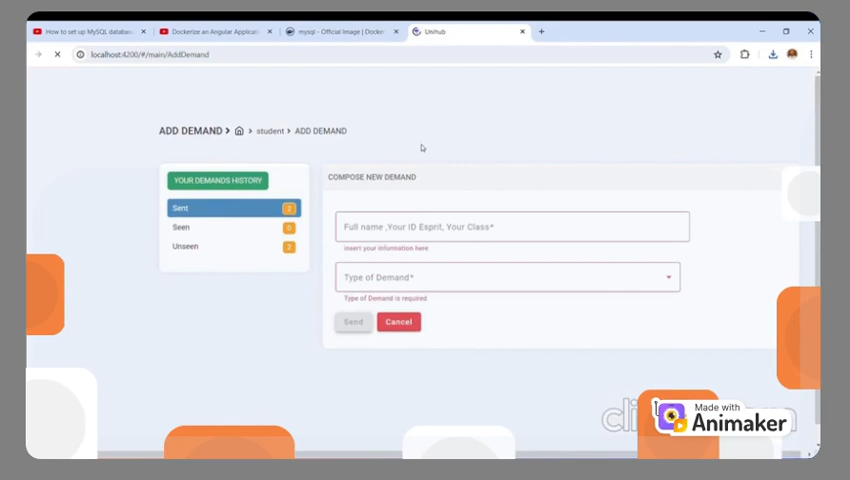 How to set up MySQL databas
Dockerize an Angular Applicati
mysql - Official Image | Docker
Unihub
localhost:4200/#/main/AddDemand
ADD DEMAND > student > ADD DEMAND
YOUR DEMANDS HISTORY
Sent 2
Seen 0
Unseen 2
COMPOSE NEW DEMAND
Full name ,Your ID Esprit, Your Class*
insert your information here
Type of Demand*
Type of Demand is required
Send Cancel
Made with
Animaker